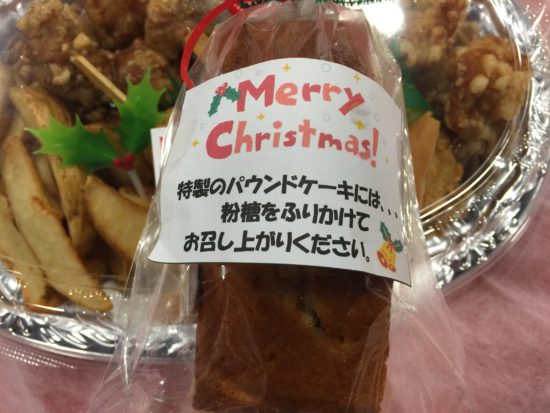 Merry
Christmas!
特製のパウンドケーキには、、、
粉糖をふりかけて
お召し上がりください。